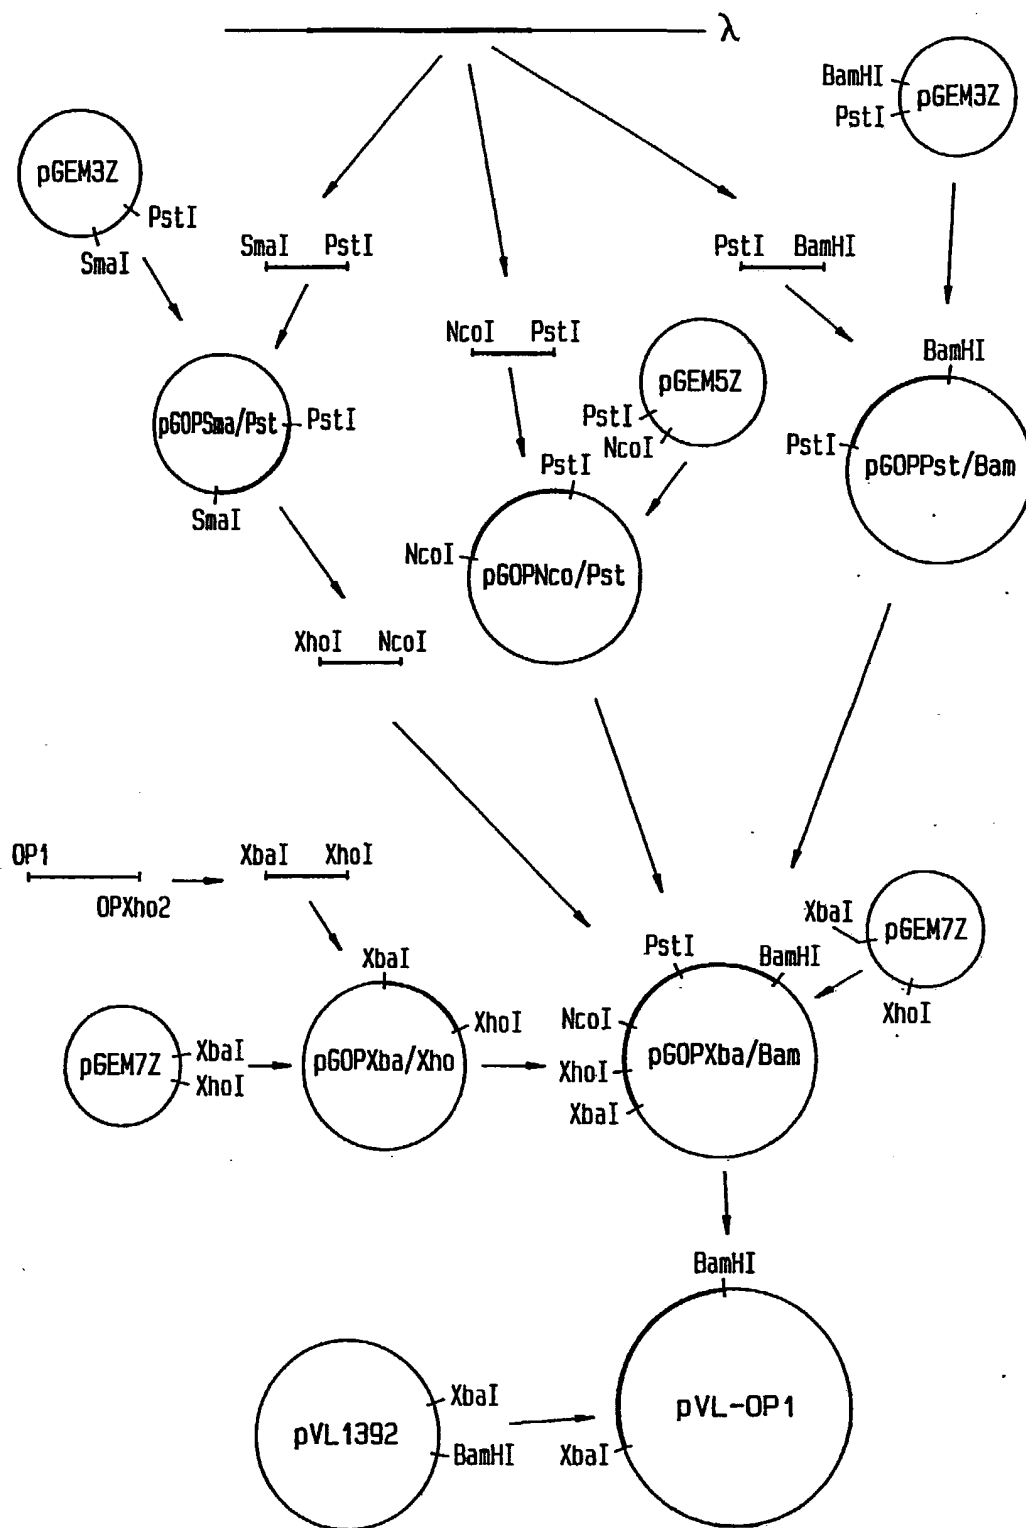 λ
BamHI
PstI
pGEM3Z
pGEM3Z
PstI
SmaI
SmaI PstI
PstI BamHI
NcoI PstI
pGEM5Z
PstI
NcoI
BamHI
pGOPSma/Pst
PstI
SmaI
PstI
NcoI
pGOPNco/Pst
PstI
pGOPPst/Bam
XhoI NcoI
OP1
OPXho2
XbaI XhoI
XbaI
pGEM7Z
XhoI
pGEM7Z
XbaI
XhoI
XbaI
XhoI
pGOPXba/Xho
PstI
BamHI
NcoI
XhoI
XbaI
pGOPXba/Bam
BamHI
pVL1392
XbaI
BamHI
XbaI
pVL-OP1